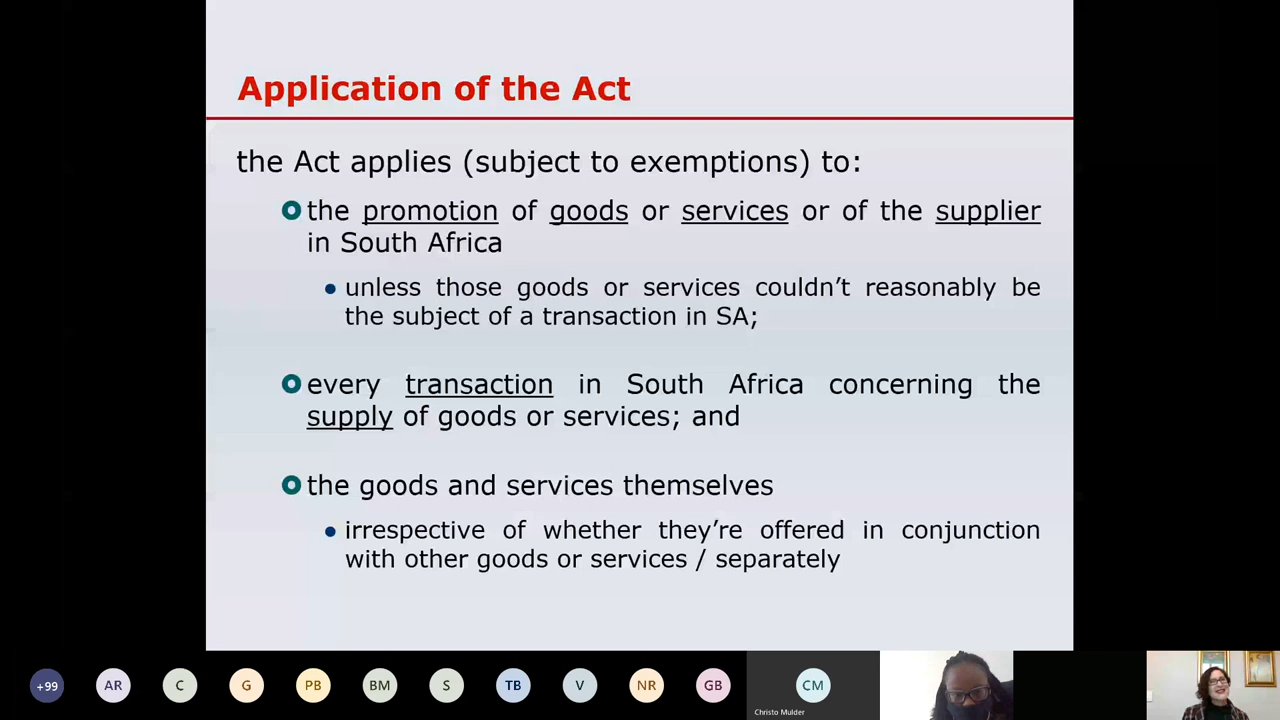 Application of the Act
the Act applies (subject to exemptions) to:
the promotion of goods or services or of the supplier
in South Africa
unless those goods or services couldn't reasonably be
the subject of a transaction in SA;
every transaction in South Africa concerning the
supply of goods or services; and
the goods and services themselves
irrespective of whether they're offered in conjunction
with other goods or services / separately
+99 AR C G PB BM S TB V NR GB CM
Christo Mulder